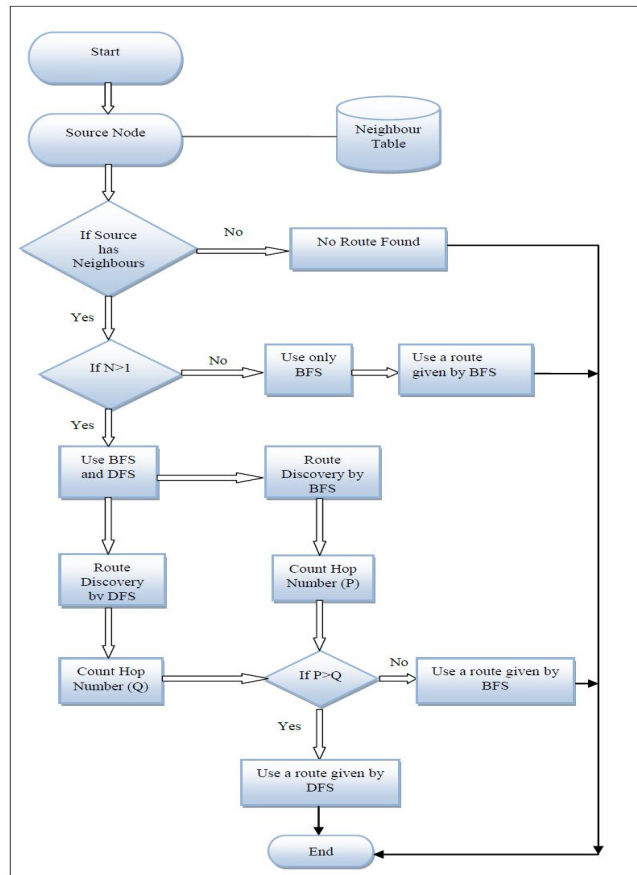 Start
Source Node
Neighbour
Table
If Source
has
Neighbours
No
No Route Found
Yes
If N>1
No
Use only
BFS
Use a route
given by BFS
Yes
Use BFS
and DFS
Route
Discovery by
BFS
Route
Discovery
by DFS
Count Hop
Number (P)
Count Hop
Number (Q)
If P>Q
No
Use a route given by
BFS
Yes
Use a route given by
DFS
End